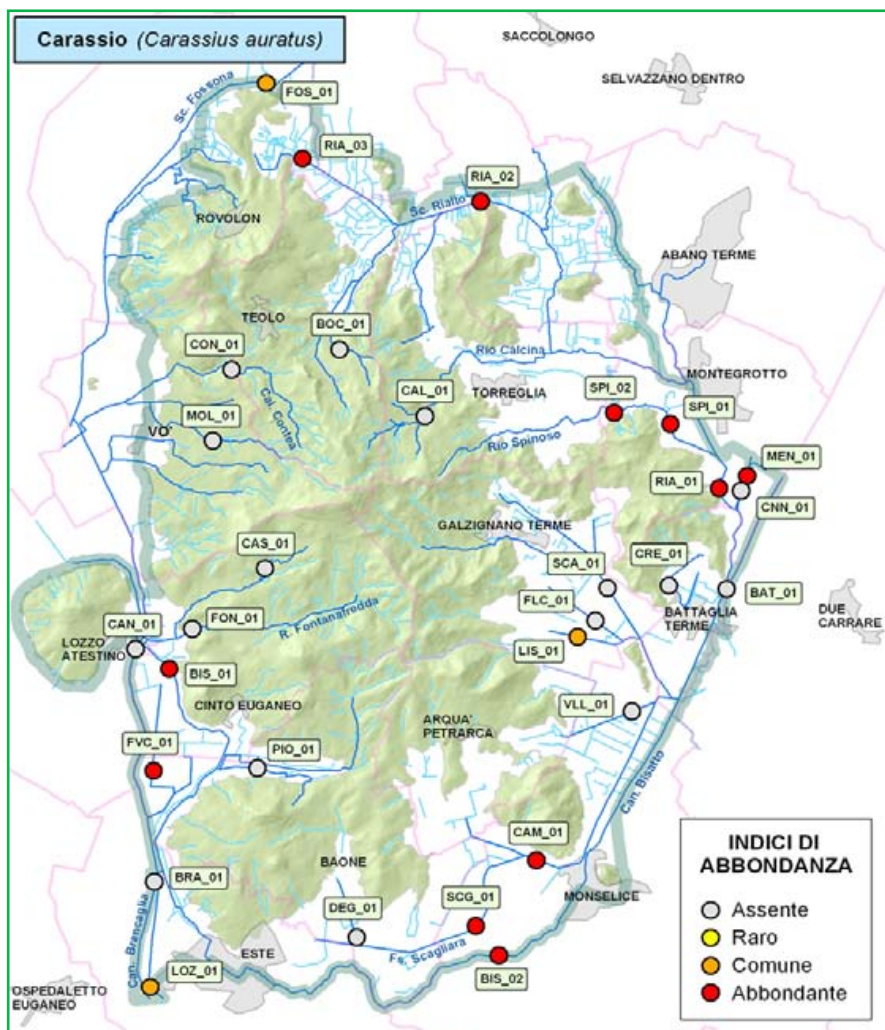 Carassio (Carassius auratus)
SACCOLONGO
SELVAZZANO DENTRO
Sc. Fossona
FOS_01
RIA_03
RIA_02
Sc. Rialto
ROVOLON
ABANO TERME
TEOLO
BOC_01
CON_01
Rio Calcina
MONTEGROTTO
CAL_01
TORREGLIA
SPI_02
SPI_01
Cal. Contea
MOL_01
VO'
Rio Spinoso
MEN_01
RIA_01
CNN_01
GALZIGNANO TERME
CAS_01
SCA_01
CRE_01
FLC_01
BAT_01
CAN_01
FON_01
R. Fontanafredda
BATTAGLIA
TERME
DUE
CARRARE
LOZZO
ATESTINO
LIS_01
BIS_01
CINTO EUGANEO
VLL_01
ARQUA'
PETRARCA
FVC_01
PIO_01
Can. Bisatto
CAM_01
BAONE
MONSELICE
BRA_01
DEG_01
SCG_01
Can. Brancaglia
ESTE
Fs. Scagliara
BIS_02
LOZ_01
OSPEDALETTO
EUGANEO
INDICI DI
ABBONDANZA
Assente
Raro
Comune
Abbondante